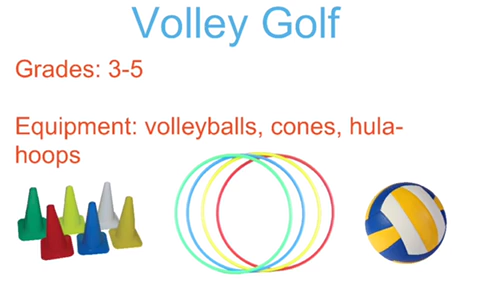 Volley Golf
Grades: 3-5
Equipment: volleyballs, cones, hula-
hoops